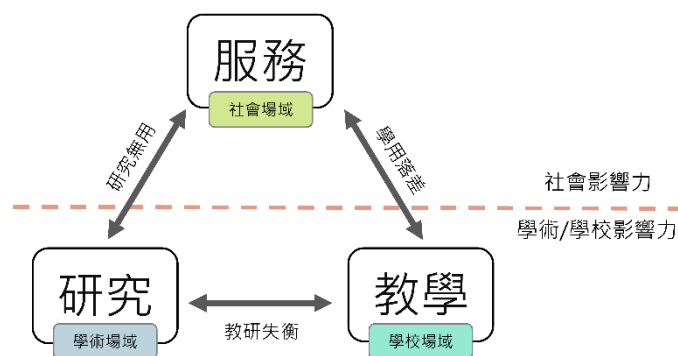 服務
社會場域
研究無用
學用落差
社會影響力
學術/學校影響力
研究
學術場域
教研失衡
教學
學校場域